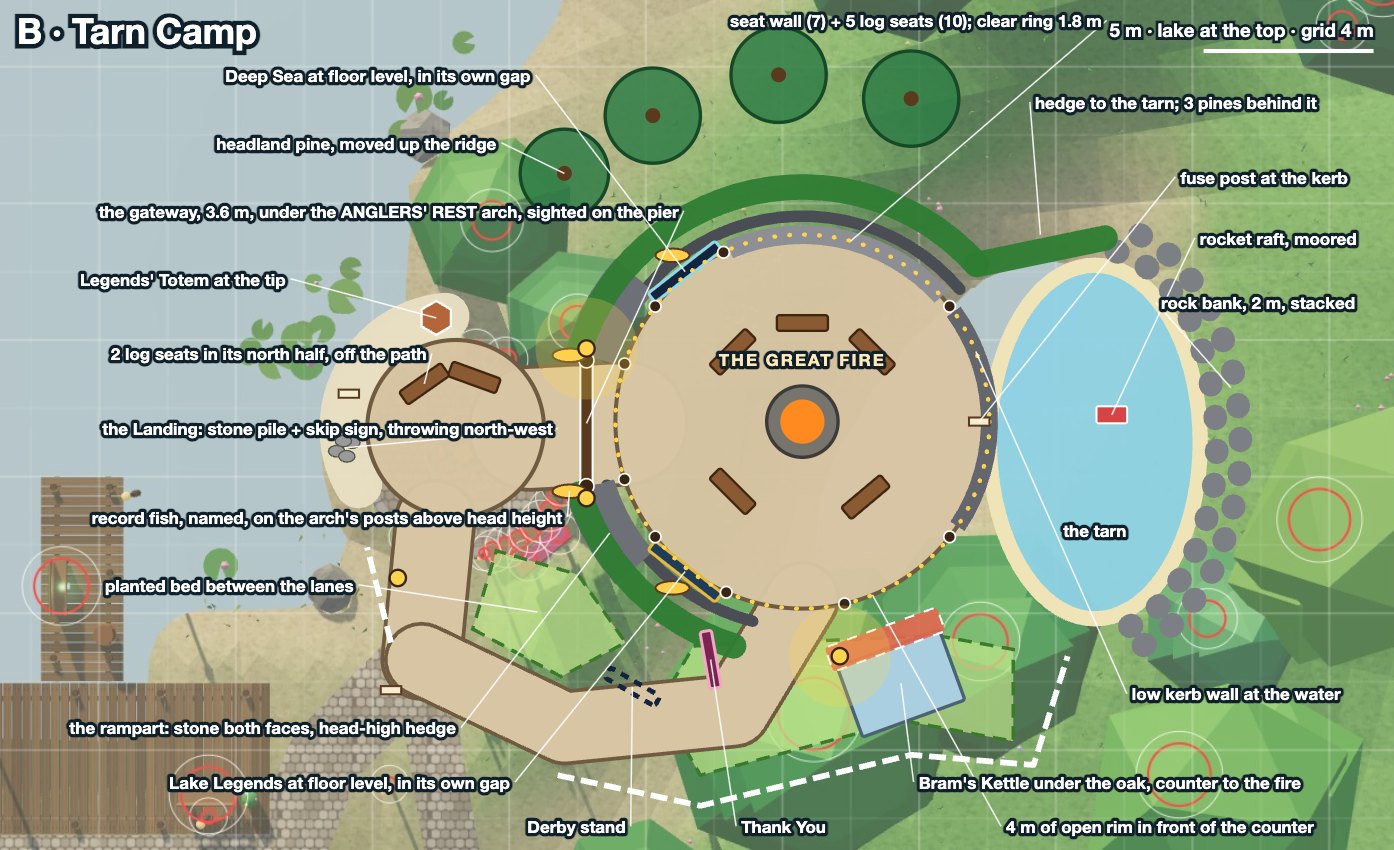 B · Tarn Camp
seat wall (7) + 5 log seats (10); clear ring 1.8 m
5 m · lake at the top · grid 4 m
Deep Sea at floor level, in its own gap
hedge to the tarn; 3 pines behind it
headland pine, moved up the ridge
fuse post at the kerb
the gateway, 3.6 m, under the ANGLERS' REST arch, sighted on the pier
rocket raft, moored
Legends' Totem at the tip
rock bank, 2 m, stacked
2 log seats in its north half, off the path
THE GREAT FIRE
the Landing: stone pile + skip sign, throwing north-west
record fish, named, on the arch's posts above head height
the tarn
planted bed between the lanes
low kerb wall at the water
the rampart: stone both faces, head-high hedge
Lake Legends at floor level, in its own gap
Bram's Kettle under the oak, counter to the fire
Derby stand
Thank You
4 m of open rim in front of the counter